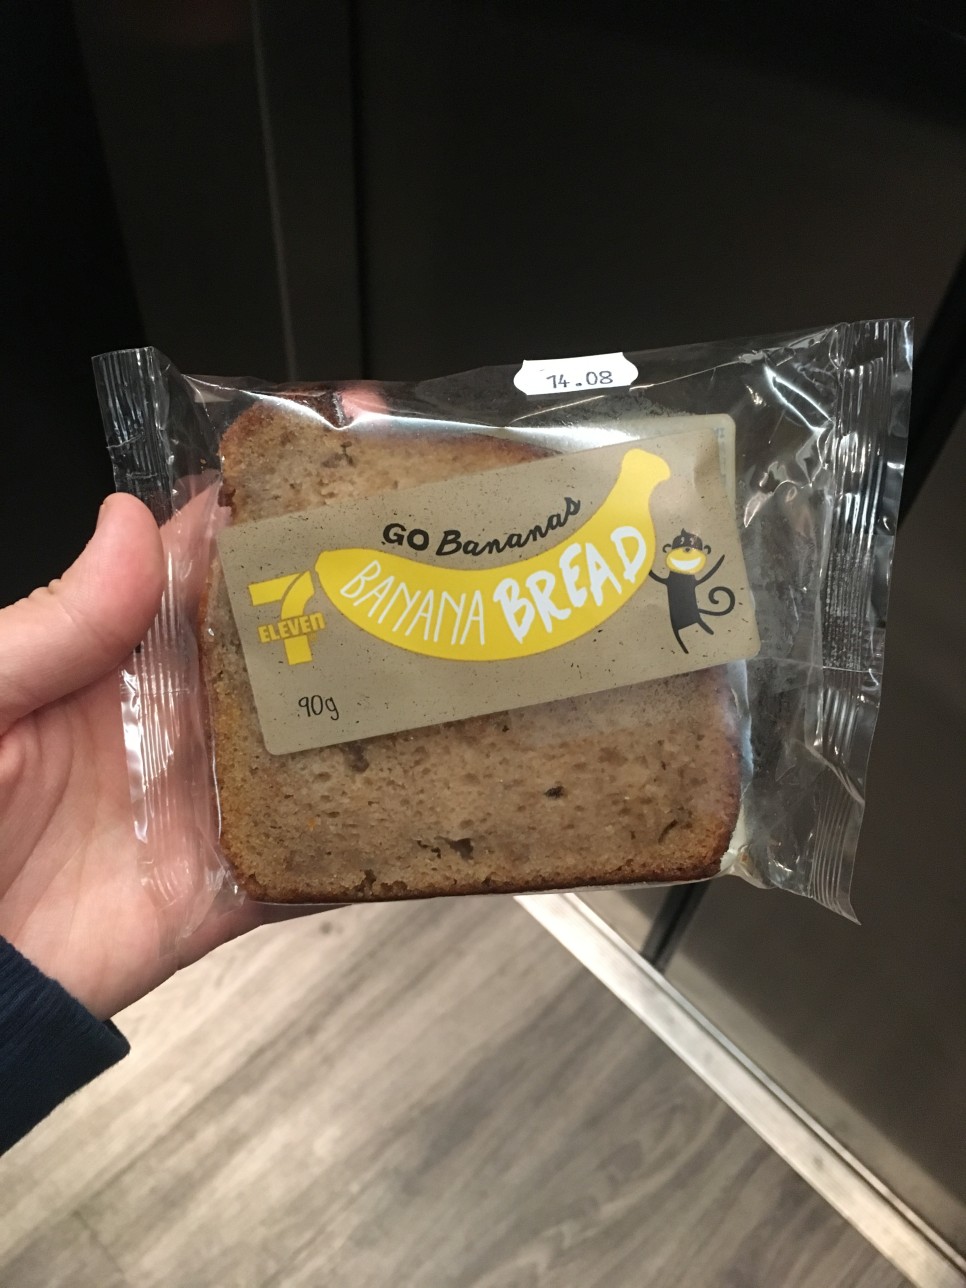 14.08
GO Bananas
BANANA BREAD
7
ELEVEn
90g